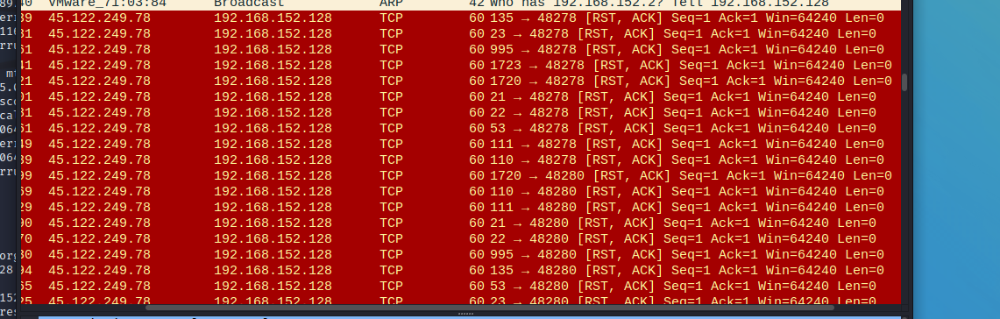 40 VMware_71:03:84 Broadcast ARP 42 Who has 192.168.152.2? Tell 192.168.152.128
39 45.122.249.78 192.168.152.128 TCP 60 135 → 48278 [RST, ACK] Seq=1 Ack=1 Win=64240 Len=0
31 45.122.249.78 192.168.152.128 TCP 60 23 → 48278 [RST, ACK] Seq=1 Ack=1 Win=64240 Len=0
61 45.122.249.78 192.168.152.128 TCP 60 995 → 48278 [RST, ACK] Seq=1 Ack=1 Win=64240 Len=0
41 45.122.249.78 192.168.152.128 TCP 60 1723 → 48278 [RST, ACK] Seq=1 Ack=1 Win=64240 Len=0
21 45.122.249.78 192.168.152.128 TCP 60 1720 → 48278 [RST, ACK] Seq=1 Ack=1 Win=64240 Len=0
01 45.122.249.78 192.168.152.128 TCP 60 21 → 48278 [RST, ACK] Seq=1 Ack=1 Win=64240 Len=0
31 45.122.249.78 192.168.152.128 TCP 60 22 → 48278 [RST, ACK] Seq=1 Ack=1 Win=64240 Len=0
61 45.122.249.78 192.168.152.128 TCP 60 53 → 48278 [RST, ACK] Seq=1 Ack=1 Win=64240 Len=0
49 45.122.249.78 192.168.152.128 TCP 60 111 → 48278 [RST, ACK] Seq=1 Ack=1 Win=64240 Len=0
39 45.122.249.78 192.168.152.128 TCP 60 110 → 48278 [RST, ACK] Seq=1 Ack=1 Win=64240 Len=0
99 45.122.249.78 192.168.152.128 TCP 60 1720 → 48280 [RST, ACK] Seq=1 Ack=1 Win=64240 Len=0
69 45.122.249.78 192.168.152.128 TCP 60 110 → 48280 [RST, ACK] Seq=1 Ack=1 Win=64240 Len=0
29 45.122.249.78 192.168.152.128 TCP 60 111 → 48280 [RST, ACK] Seq=1 Ack=1 Win=64240 Len=0
90 45.122.249.78 192.168.152.128 TCP 60 21 → 48280 [RST, ACK] Seq=1 Ack=1 Win=64240 Len=0
70 45.122.249.78 192.168.152.128 TCP 60 22 → 48280 [RST, ACK] Seq=1 Ack=1 Win=64240 Len=0
30 45.122.249.78 192.168.152.128 TCP 60 995 → 48280 [RST, ACK] Seq=1 Ack=1 Win=64240 Len=0
94 45.122.249.78 192.168.152.128 TCP 60 135 → 48280 [RST, ACK] Seq=1 Ack=1 Win=64240 Len=0
65 45.122.249.78 192.168.152.128 TCP 60 53 → 48280 [RST, ACK] Seq=1 Ack=1 Win=64240 Len=0
25 45.122.249.78 192.168.152.128 TCP 60 23 → 48280 [RST, ACK] Seq=1 Ack=1 Win=64240 Len=0